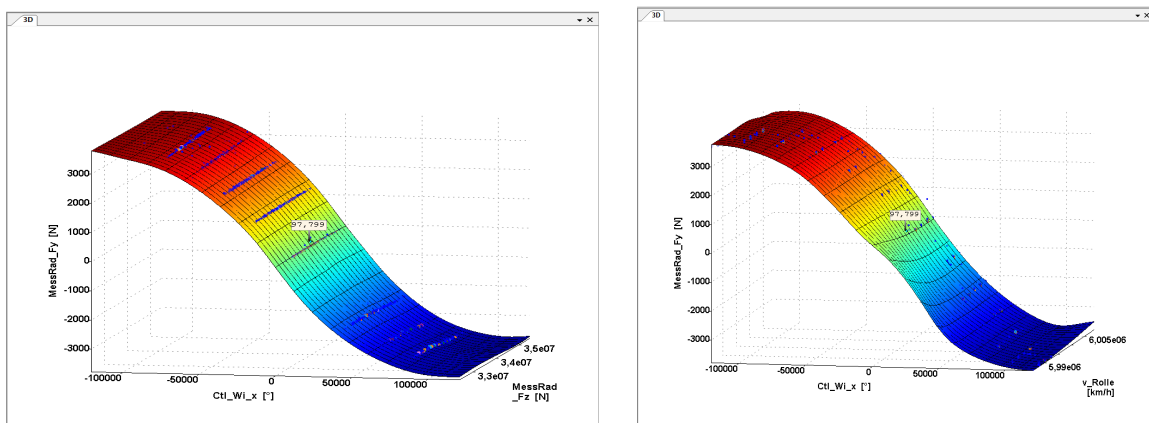 3D
3000
2000
1000
0
-1000
-2000
-3000
MessRad_Fy [N]
97,799
-100000
-50000
0
50000
100000
Ctl_Wi_x [°]
3,5e07
3,4e07
3,3e07
MessRad
_Fz [N]
3D
3000
2000
1000
0
-1000
-2000
-3000
MessRad_Fy [N]
97,799
-100000
-50000
0
50000
100000
Ctl_Wi_x [°]
6,005e06
5,99e06
v_Rolle
[km/h]